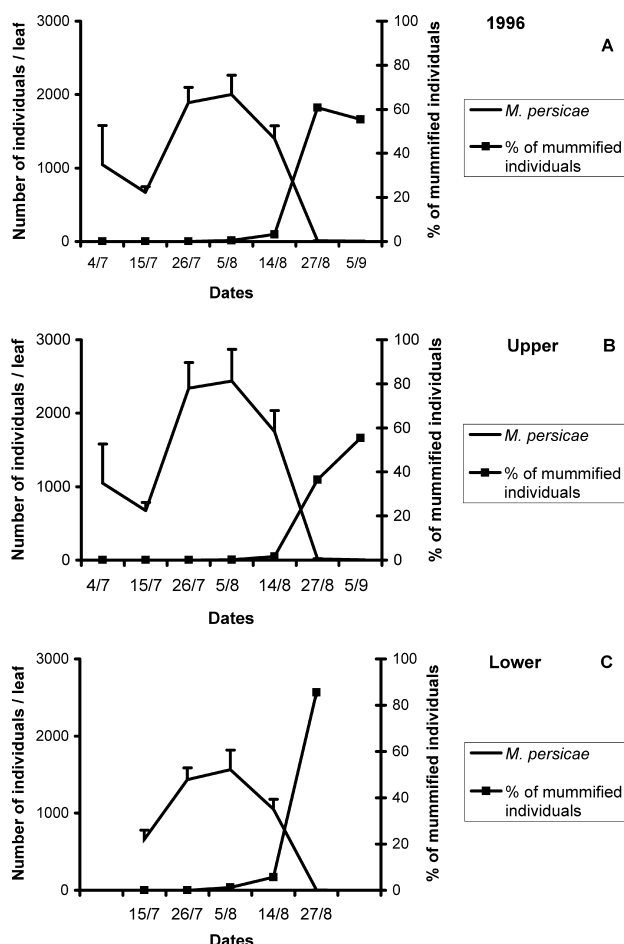 1996
A
Number of individuals / leaf
3000
2000
1000
0
100
80
60
40
20
0
% of mummified individuals
4/7 15/7 26/7 5/8 14/8 27/8 5/9
Dates
M. persicae
% of mummified
individuals
Upper B
Number of individuals / leaf
3000
2000
1000
0
100
80
60
40
20
0
% of mummified individuals
4/7 15/7 26/7 5/8 14/8 27/8 5/9
Dates
M. persicae
% of mummified
individuals
Lower C
Number of individuals / leaf
3000
2000
1000
0
100
80
60
40
20
0
% of mummified individuals
15/7 26/7 5/8 14/8 27/8
Dates
M. persicae
% of mummified
individuals